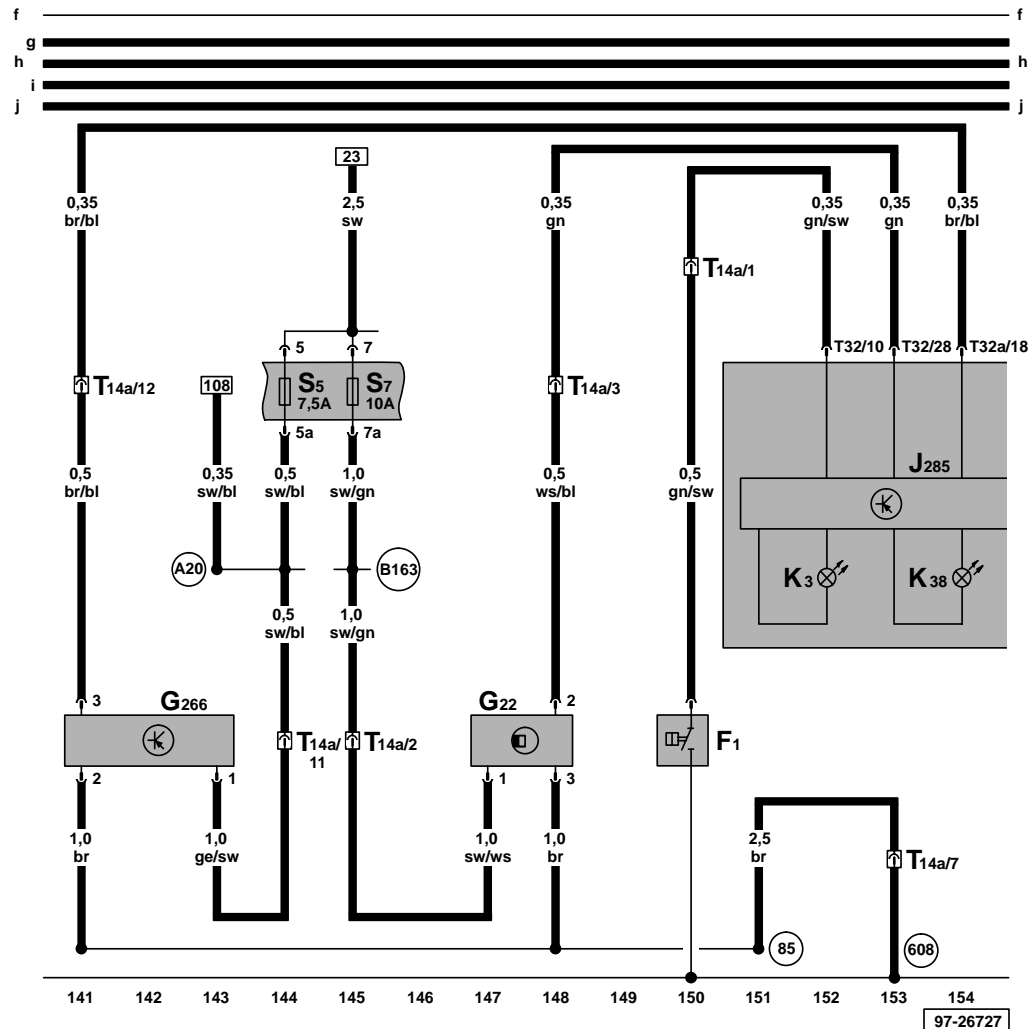 f f
g
h h
i
j j
23
0,35 br/bl
2,5 sw
0,35 gn
0,35 gn/sw
0,35 gn
0,35 br/bl
T14a/1
5 7
T32/10 T32/28 T32a/18
T14a/12
108
S5 7,5A
S7 10A
T14a/3
5a 7a
0,5 br/bl
0,35 sw/bl
0,5 sw/bl
1,0 sw/gn
0,5 ws/bl
0,5 gn/sw
J285
A20
B163
K3
K38
0,5 sw/bl
1,0 sw/gn
3
G266
G22
2
T14a/11
T14a/2
F1
2 1
1 3
1,0 br
1,0 ge/sw
1,0 sw/ws
1,0 br
2,5 br
T14a/7
85
608
141 142 143 144 145 146 147 148 149 150 151 152 153 154
97-26727